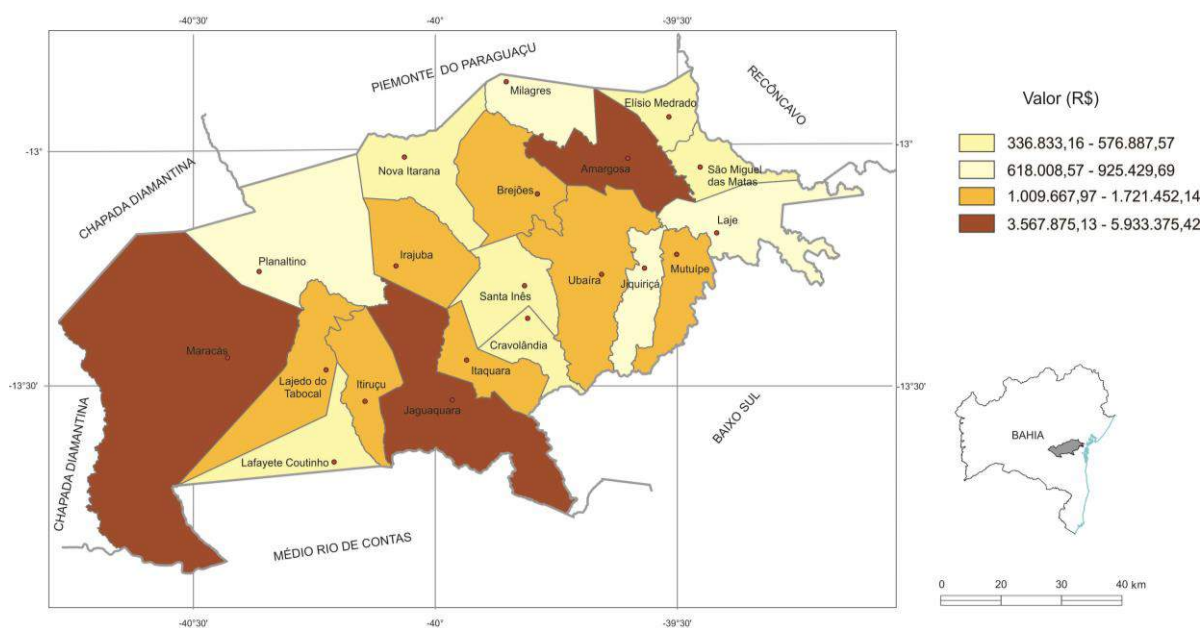 -40°30'
-40°
-39°30'
PIEMONTE DO PARAGUAÇU
RECÔNCAVO
CHAPADA DIAMANTINA
Milagres
Elísio Medrado
-13°
-13°
Nova Itarana
Amargosa
São Miguel
das Matas
Brejões
Laje
Planaltino
Irajuba
Ubaíra
Jiquiriçá
Mutuípe
Santa Inês
Cravolândia
Maracás
Lajedo do
Tabocal
Itiruçu
Itaquara
-13°30'
-13°30'
Jaguaquara
BAIXO SUL
CHAPADA DIAMANTINA
Lafayete Coutinho
MÉDIO RIO DE CONTAS
-40°30'
-40°
-39°30'
Valor (R$)
336.833,16 - 576.887,57
618.008,57 - 925.429,69
1.009.667,97 - 1.721.452,14
3.567.875,13 - 5.933.375,42
BAHIA
0 10 20 30 40 km